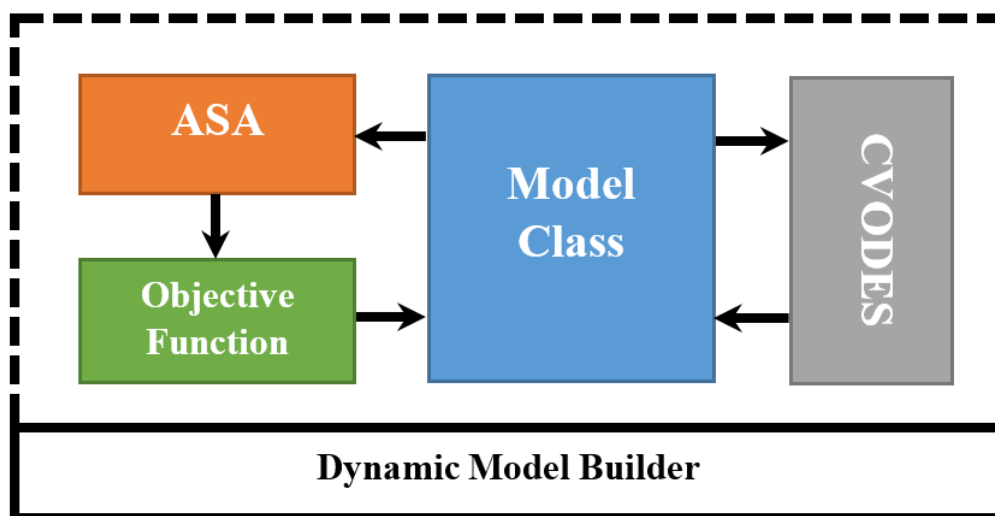 ASA
Model
Class
CVODES
Objective
Function
Dynamic Model Builder